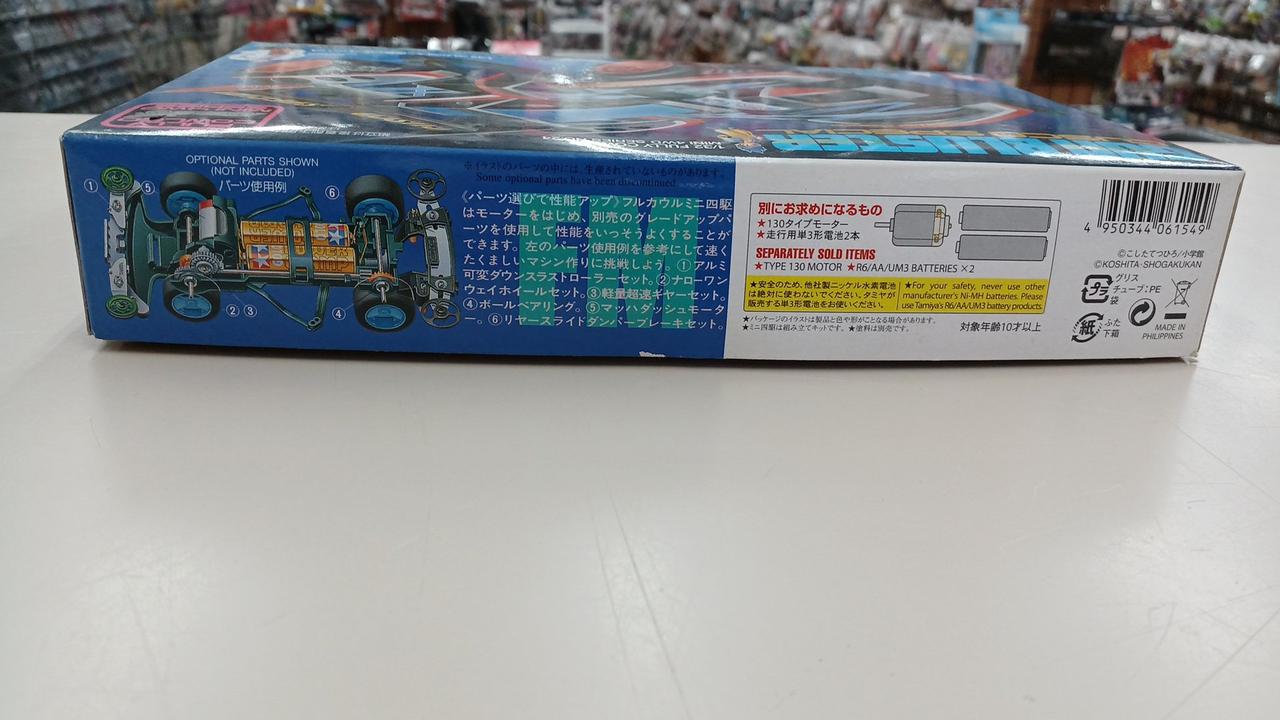 OPTIONAL PARTS SHOWN
(NOT INCLUDED)
パーツ使用例
① ⑤ ⑥
② ③ ④
※イラストのパーツの中には、生産されていないものがあります。
Some optional parts have been discontinued
《パーツ選びで性能アップ》フルカウルミニ四駆
はモーターをはじめ、別売のグレードアップパ
ーツを使用して性能をいっそうよくすることが
できます。左のパーツ使用例を参考にして速く
たくましいマシン作りに挑戦しよう。①アルミ
可変ダウンスラストローラーセット。②ナローワン
ウェイホイールセット。③軽量超速ギヤーセット。
④ボールベアリング。⑤マッハダッシュモータ
ー。⑥リヤースライドダンパーブレーキセット。
別にお求めになるもの
★130タイプモーター
★走行用単3形電池2本
SEPARATELY SOLD ITEMS
★TYPE 130 MOTOR ★R6/AA/UM3 BATTERIES ×2
★安全のため、他社製ニッケル水素電池
は絶対に使わないでください。タミヤが
販売する単3形電池をお使いください。
★For your safety, never use other
manufacturer's Ni-MH batteries. Please
use Tamiya's R6/AA/UM3 battery products.
★パッケージのイラストは製品と色や形がことなる場合があります。
★ミニ四駆は組み立てキットです。★塗料は別売です。
対象年齢10才以上
4 950344 061549
©こしたてつひろ/小学館
©KOSHITA・SHOGAKUKAN
プラ
グリス
チューブ:PE
袋
紙
ふた
下箱
MADE IN
PHILIPPINES